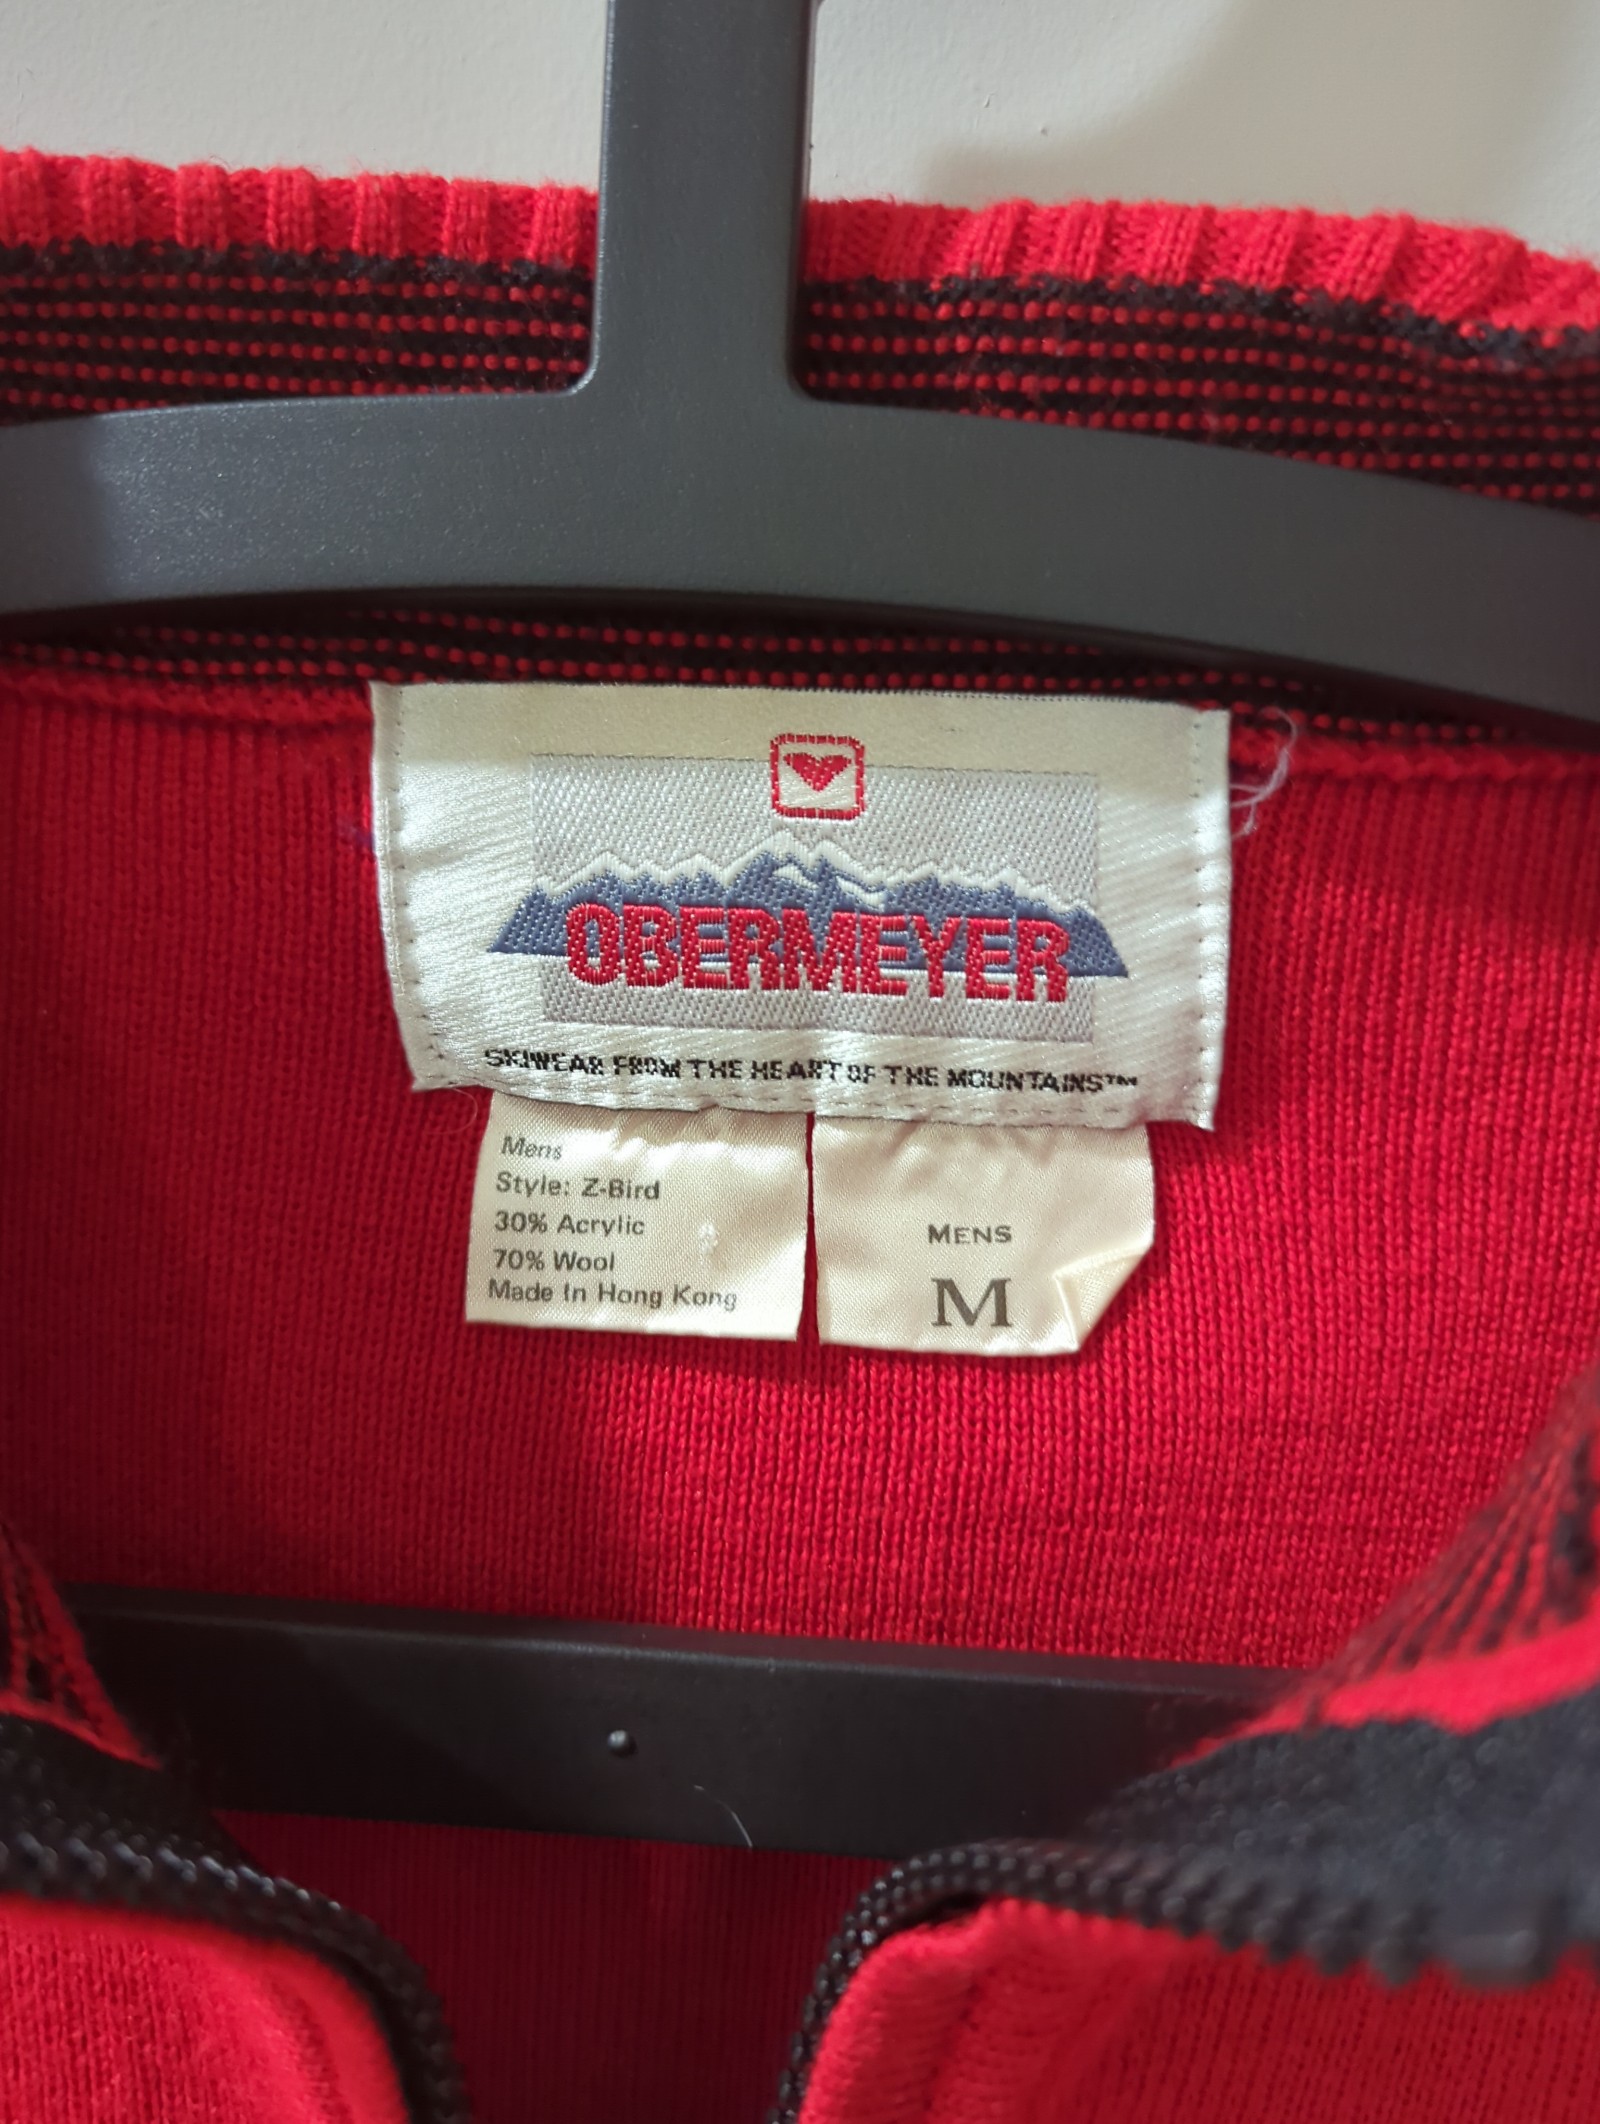 OBERMEYER
SKIWEAR FROM THE HEART OF THE MOUNTAINS™
Mens
Style: Z-Bird
30% Acrylic
70% Wool
Made In Hong Kong
MENS
M